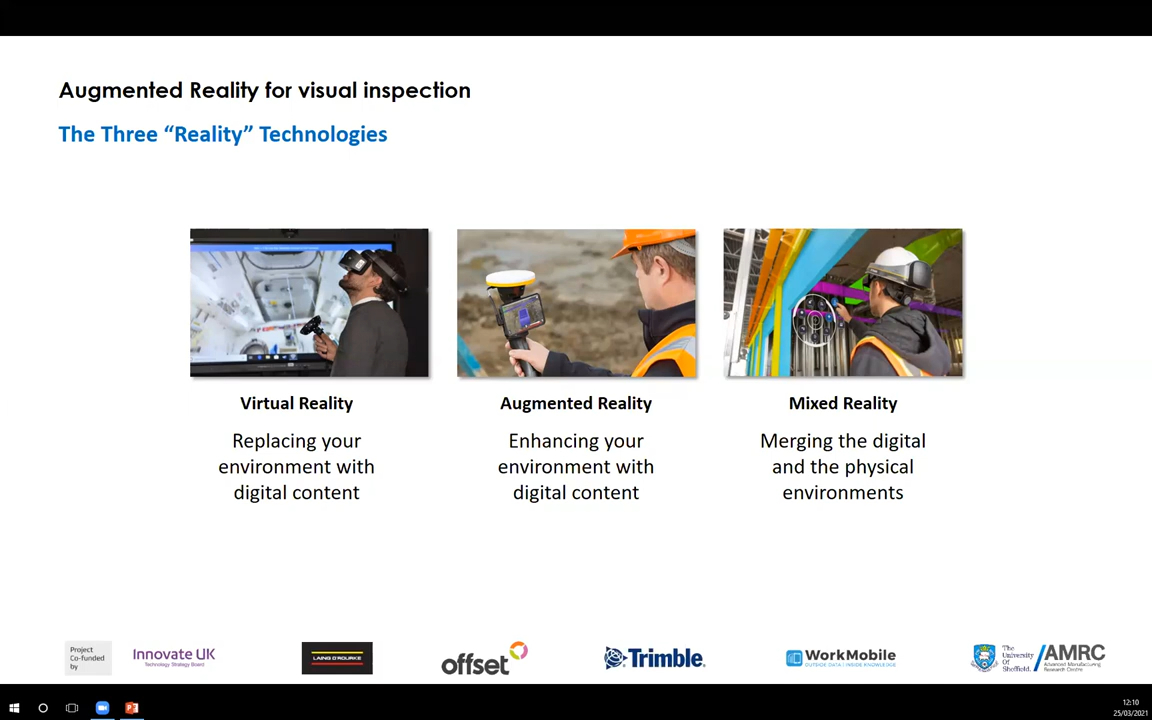 Augmented Reality for visual inspection
The Three “Reality” Technologies
Virtual Reality
Replacing your
environment with
digital content
Augmented Reality
Enhancing your
environment with
digital content
Mixed Reality
Merging the digital
and the physical
environments
Project
Co-funded
by
Innovate UK
Technology Strategy Board
LAING O'ROURKE
offset
Trimble.
WorkMobile
OUTSIDE DATA | INSIDE KNOWLEDGE
The
University
Of
Sheffield.
AMRC
Advanced Manufacturing
Research Centre
12:10
25/03/2021